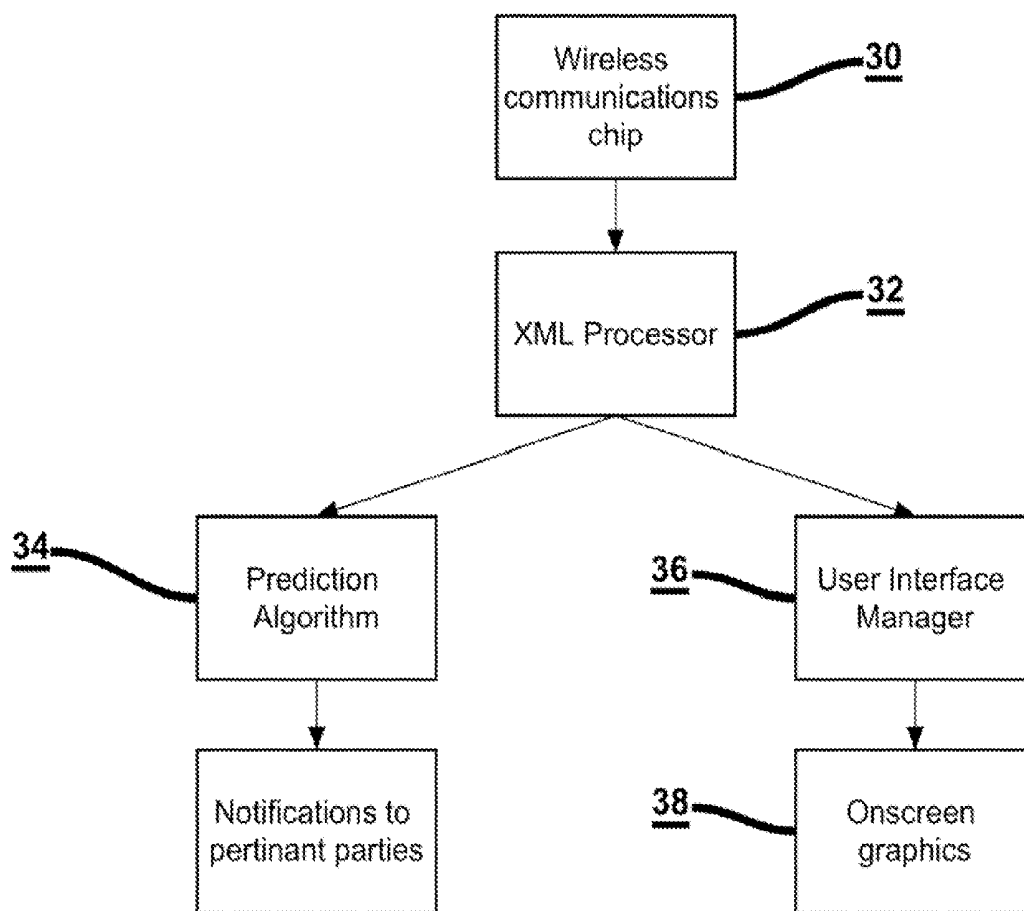 Wireless
communications
chip
30
XML Processor
32
34
Prediction
Algorithm
36
User Interface
Manager
Notifications to
pertinant parties
38
Onscreen
graphics